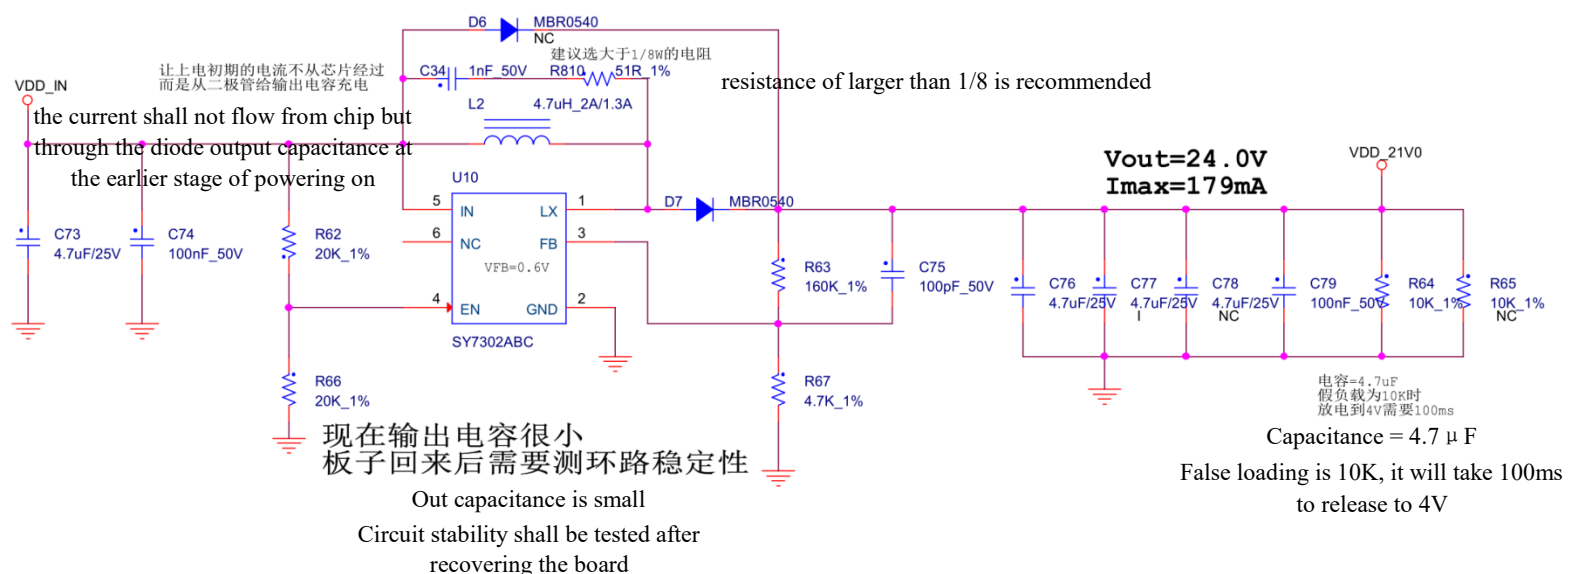 D6
MBR0540
NC
建议选大于1/8W的电阻
让上电初期的电流不从芯片经过
而是从二极管给输出电容充电
C34
1nF_50V
R810
51R_1%
resistance of larger than 1/8 is recommended
VDD_IN
L2
4.7uH_2A/1.3A
the current shall not flow from chip but
through the diode output capacitance at
the earlier stage of powering on
Vout=24.0V
Imax=179mA
VDD_21V0
U10
5
IN
LX
1
D7
MBR0540
6
NC
FB
3
VFB=0.6V
4
EN
GND
2
SY7302ABC
C73
4.7uF/25V
C74
100nF_50V
R62
20K_1%
R63
160K_1%
C75
100pF_50V
C76
4.7uF/25V
C77
4.7uF/25V
I
C78
4.7uF/25V
NC
C79
100nF_50V
R64
10K_1%
R65
10K_1%
NC
R66
20K_1%
R67
4.7K_1%
电容=4.7uF
假负载为10K时
放电到4V需要100ms
现在输出电容很小
板子回来后需要测环路稳定性
Capacitance = 4.7 μ F
False loading is 10K, it will take 100ms
to release to 4V
Out capacitance is small
Circuit stability shall be tested after
recovering the board